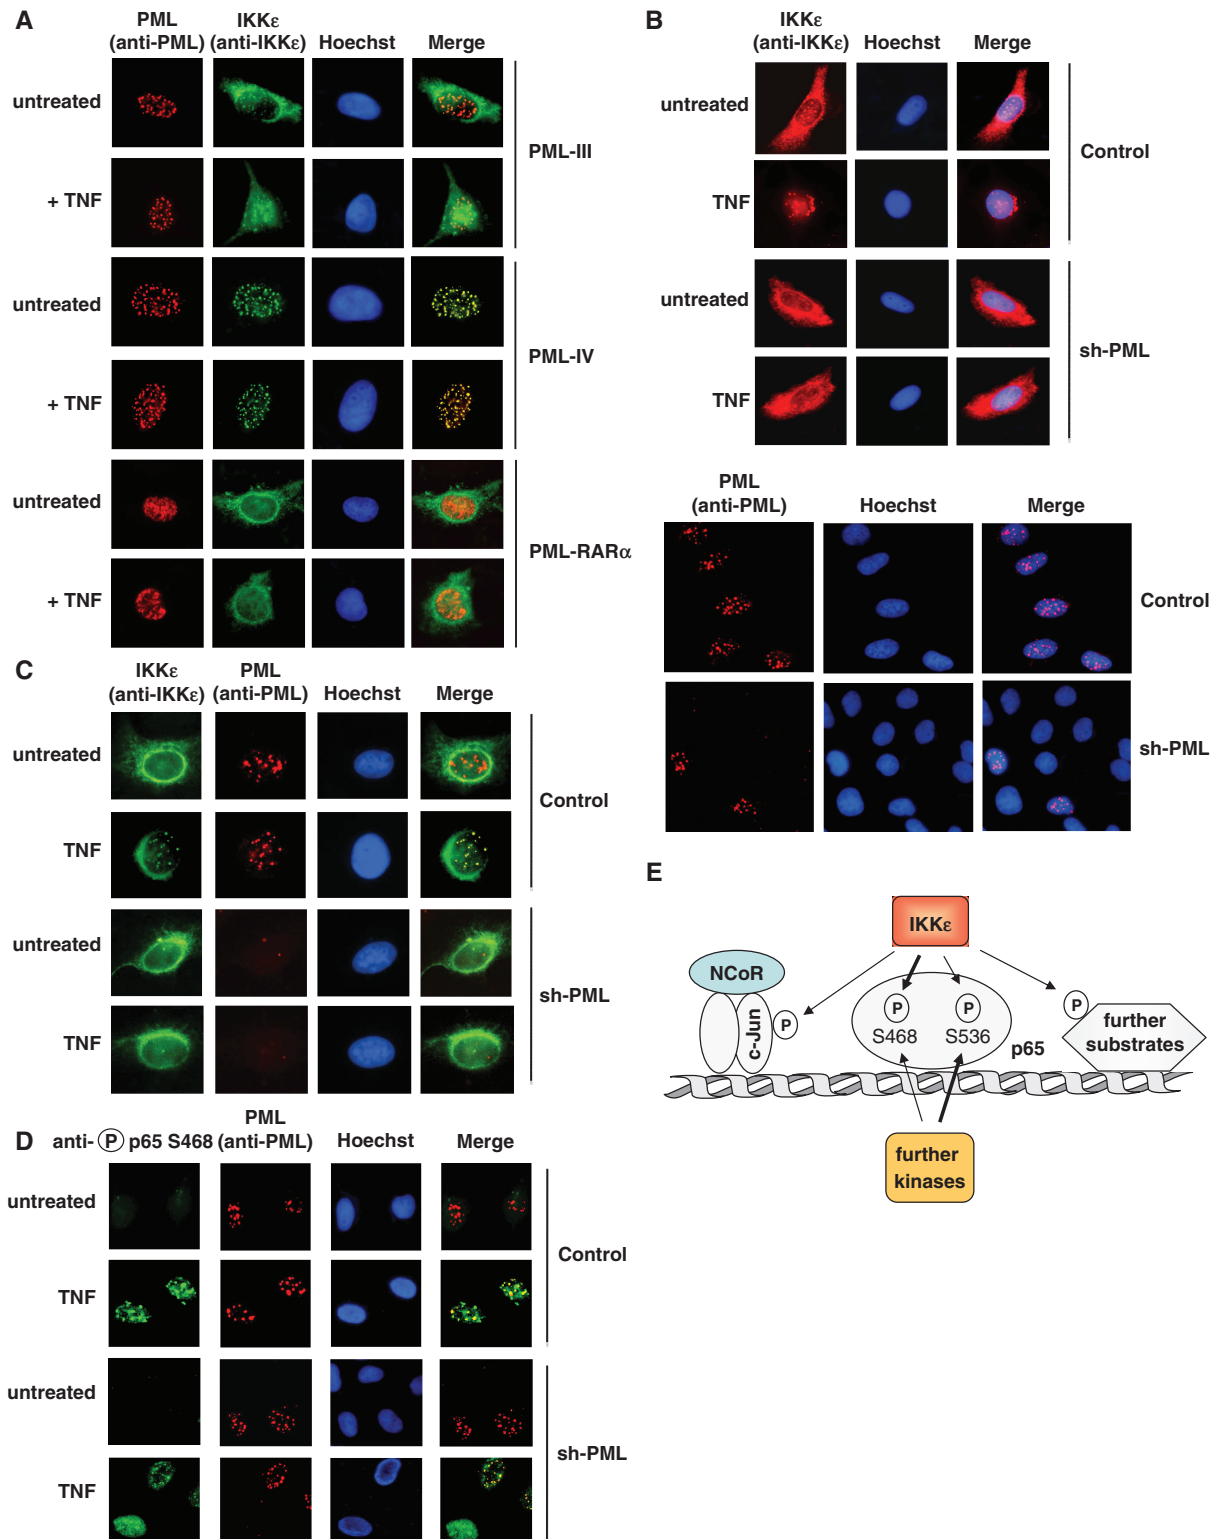 A
PML
(anti-PML)
IKKε
(anti-IKKε)
Hoechst
Merge
untreated
+ TNF
PML-III
untreated
+ TNF
PML-IV
untreated
+ TNF
PML-RARα
B
IKKε
(anti-IKKε)
Hoechst
Merge
untreated
TNF
Control
untreated
TNF
sh-PML
PML
(anti-PML)
Hoechst
Merge
Control
sh-PML
C
IKKε
(anti-IKKε)
PML
(anti-PML)
Hoechst
Merge
untreated
TNF
Control
untreated
TNF
sh-PML
D
anti- P p65 S468
PML
(anti-PML)
Hoechst
Merge
untreated
TNF
Control
untreated
TNF
sh-PML
E
IKKε
NCoR
c-Jun
P
P
S468
P
S536
p65
P
further
substrates
further
kinases